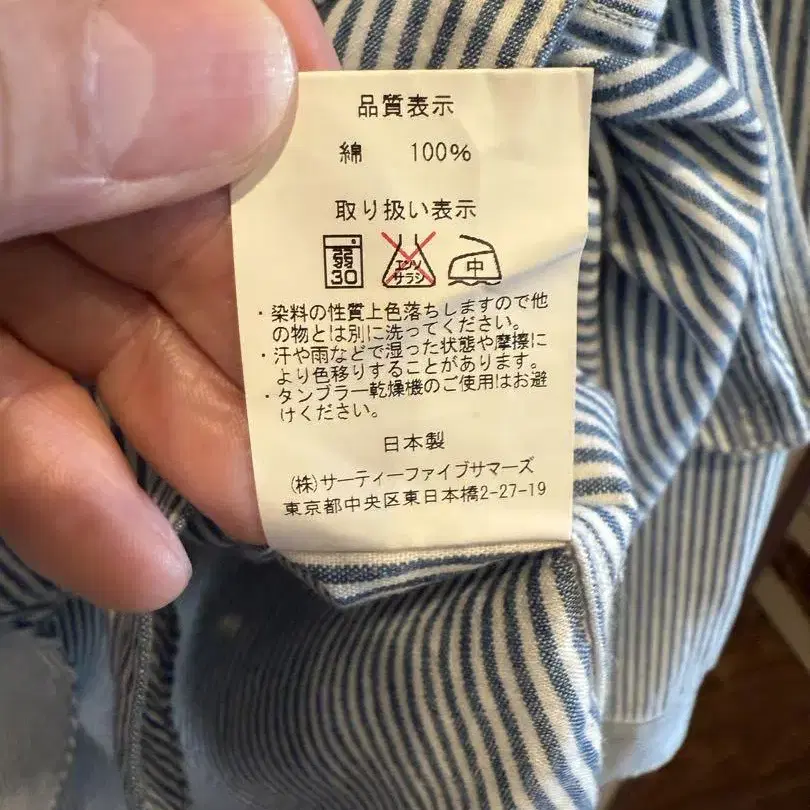 品質表示
綿 100%
取り扱い表示
弱 30 エンソサラシ 中
・染料の性質上色落ちしますので他
の物とは別に洗ってください。
・汗や雨などで湿った状態や摩擦に
より色移りすることがあります。
・タンブラー乾燥機のご使用はお避
けください。
日本製
(株)サーティーファイブサマーズ
東京都中央区東日本橋2-27-19